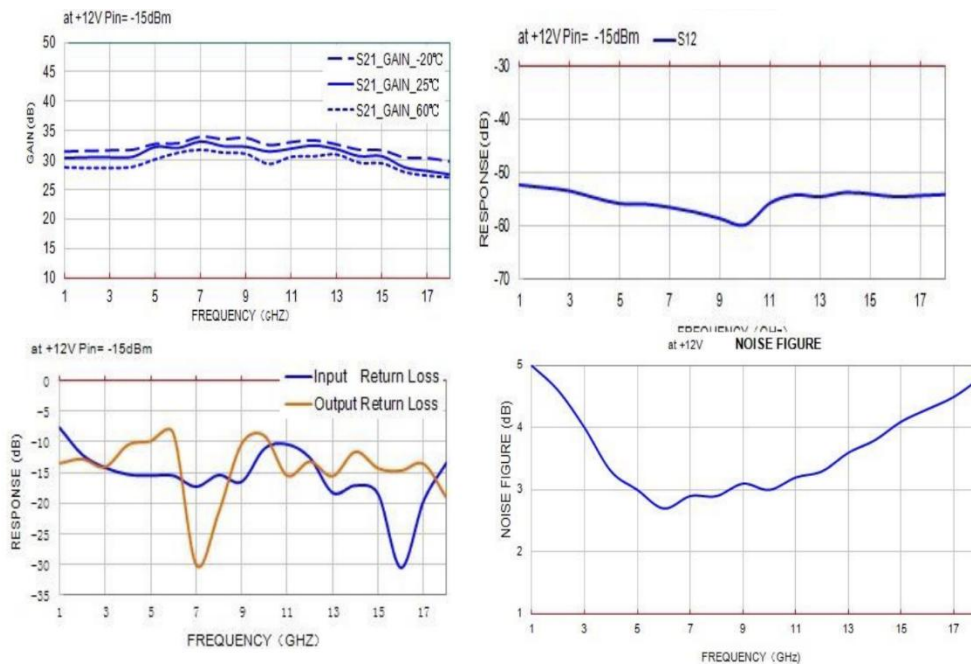 at +12V Pin= -15dBm
50
45
40
35
30
25
20
15
10
GAIN(dB)
S21_GAIN_-20℃
S21_GAIN_25℃
S21_GAIN_60℃
1 3 5 7 9 11 13 15 17
FREQUENCY（GHZ）
at +12V Pin= -15dBm
S12
-30
-40
-50
-60
-70
RESPONSE(dB)
1 3 5 7 9 11 13 15 17
FREQUENCY（GHz）
at +12V Pin= -15dBm
Input Return Loss
Output Return Loss
0
-5
-10
-15
-20
-25
-30
-35
RESPONSE (dB)
1 3 5 7 9 11 13 15 17
FREQUENCY（GHZ）
at +12V NOISE FIGURE
5
4
3
2
1
NOISE FIGURE (dB)
1 3 5 7 9 11 13 15 17
FREQUENCY (GHz)